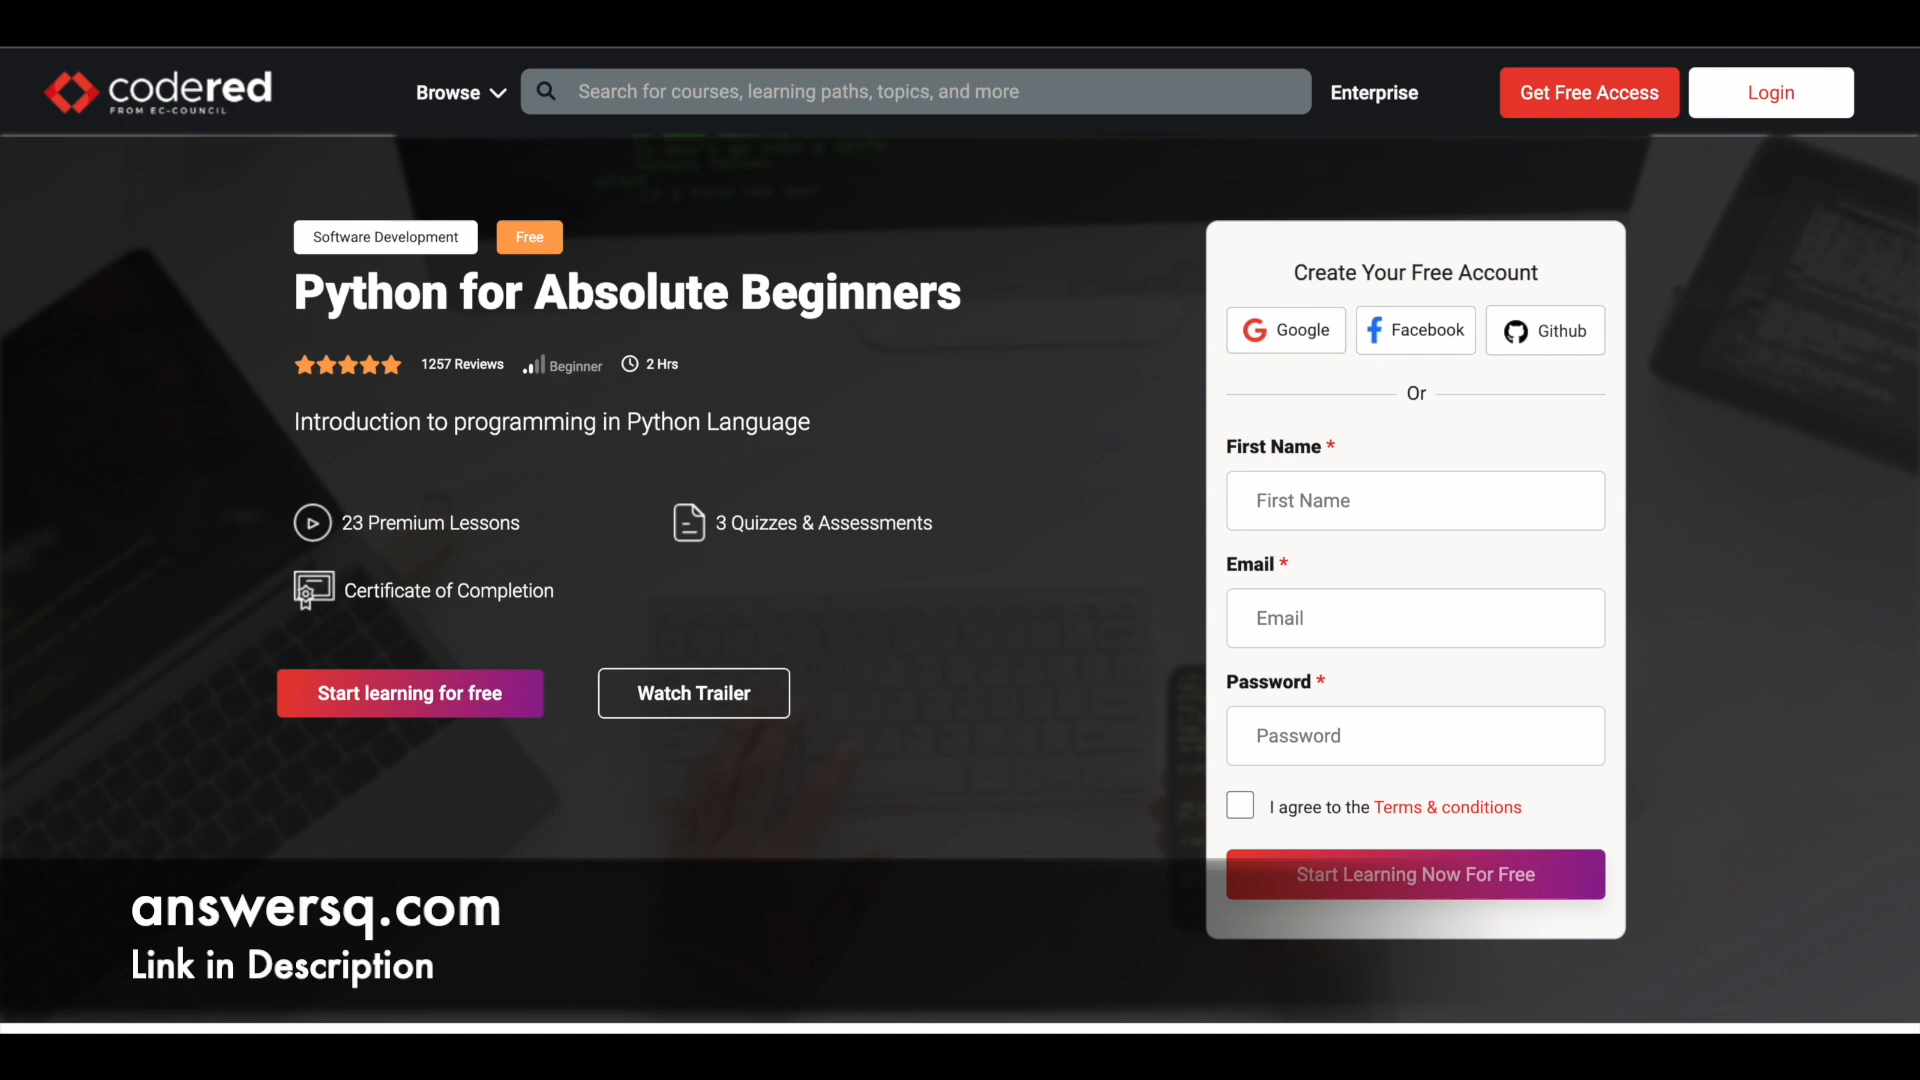 codered
FROM EC-COUNCIL
Browse
Search for courses, learning paths, topics, and more
Enterprise
Get Free Access
Login
Software Development
Free
Python for Absolute Beginners
1257 Reviews
Beginner
2 Hrs
Introduction to programming in Python Language
23 Premium Lessons
3 Quizzes & Assessments
Certificate of Completion
Start learning for free
Watch Trailer
Create Your Free Account
Google
Facebook
Github
Or
First Name *
First Name
Email *
Email
Password *
Password
I agree to the Terms & conditions
Start Learning Now For Free
answersq.com
Link in Description